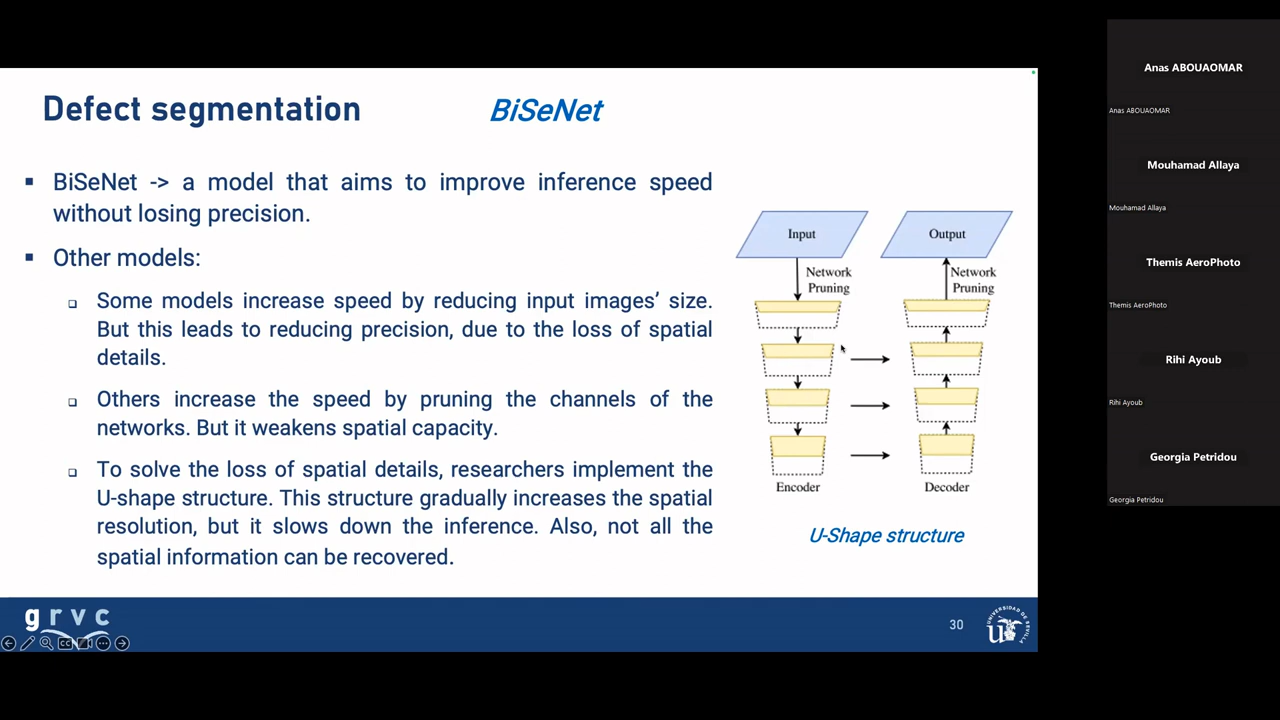 Defect segmentation
BiSeNet
▪ BiSeNet -> a model that aims to improve inference speed
without losing precision.
▪ Other models:
❑ Some models increase speed by reducing input images’ size.
But this leads to reducing precision, due to the loss of spatial
details.
❑ Others increase the speed by pruning the channels of the
networks. But it weakens spatial capacity.
❑ To solve the loss of spatial details, researchers implement the
U-shape structure. This structure gradually increases the spatial
resolution, but it slows down the inference. Also, not all the
spatial information can be recovered.
Input
Output
Network
Pruning
Network
Pruning
Encoder
Decoder
U-Shape structure
grvc
CC
30
UNIVERSIDAD DE SEVILLA
Anas ABOUAOMAR
Anas ABOUAOMAR
Mouhamad Allaya
Mouhamad Allaya
Themis AeroPhoto
Themis AeroPhoto
Rihi Ayoub
Rihi Ayoub
Georgia Petridou
Georgia Petridou